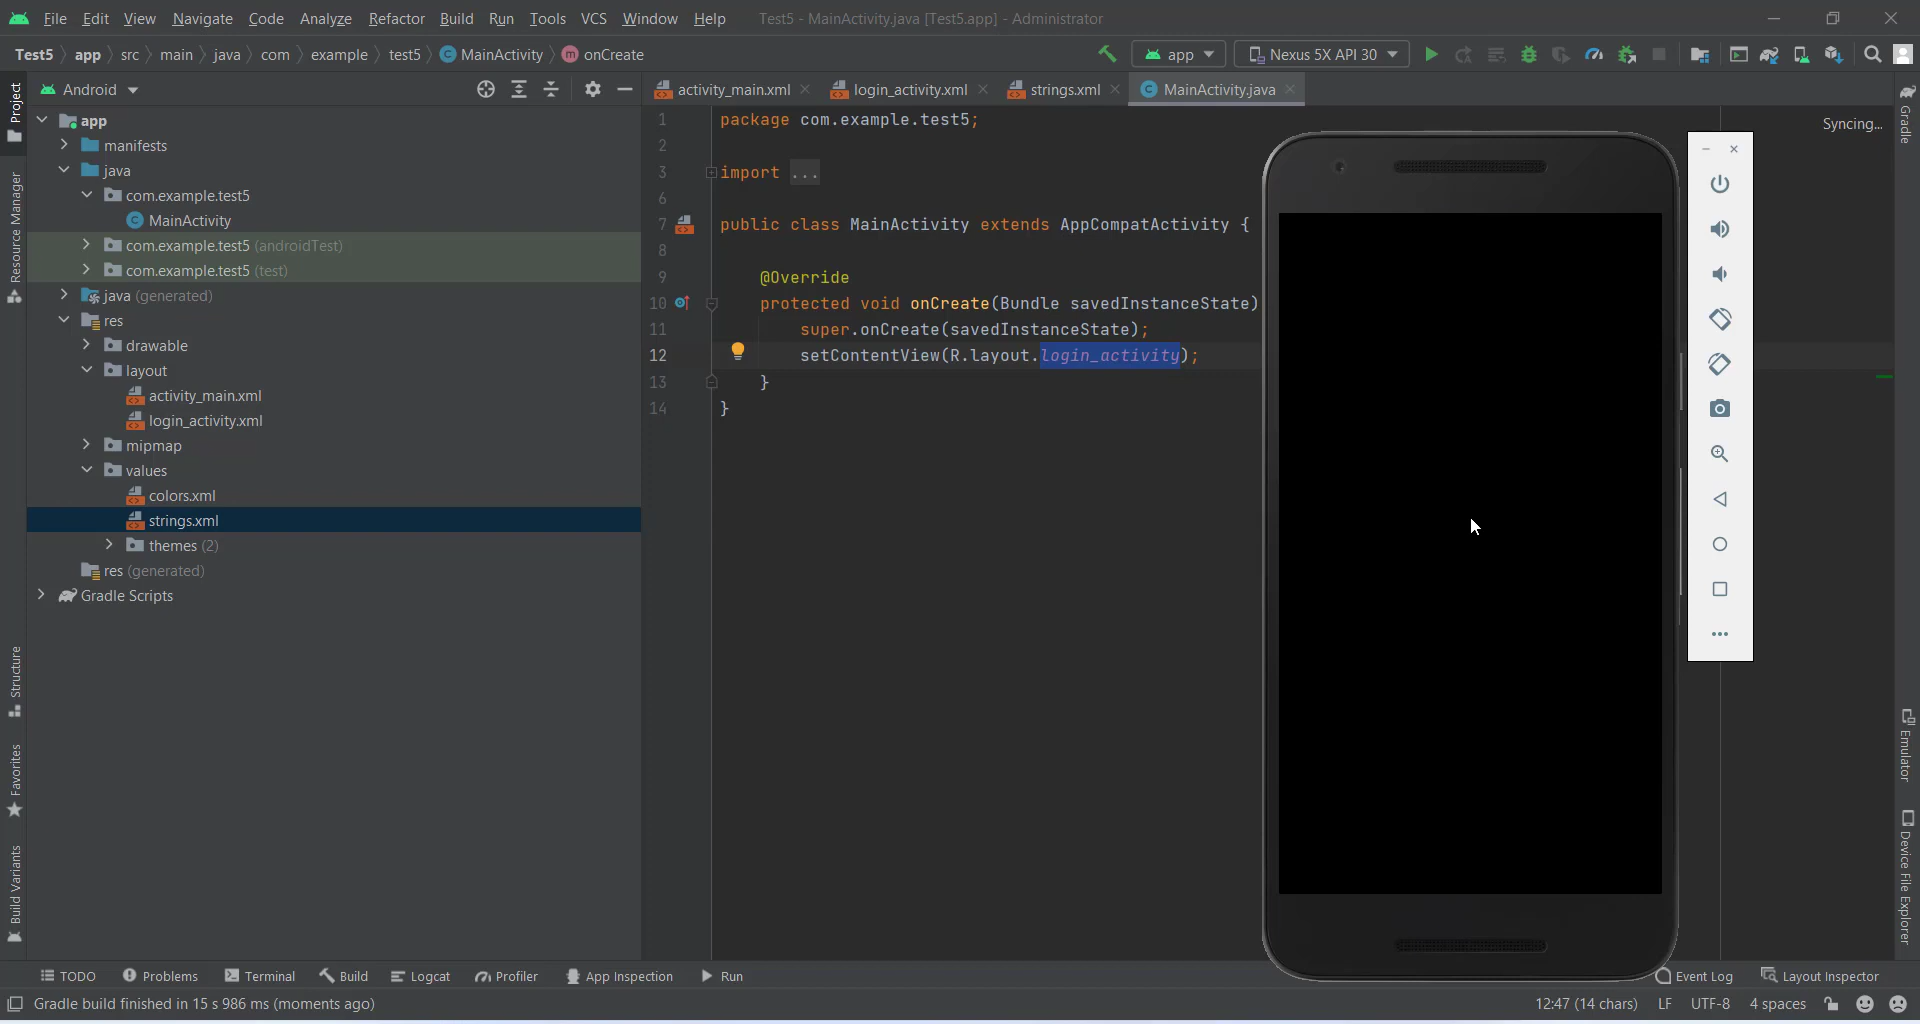 File Edit View Navigate Code Analyze Refactor Build Run Tools VCS Window Help Test5 - MainActivity.java [Test5.app] - Administrator
Test5 app src main java com example test5 MainActivity onCreate app Nexus 5X API 30
Android
activity_main.xml login_activity.xml strings.xml MainActivity.java
Project
Resource Manager
Structure
Favorites
Build Variants
app
manifests
java
com.example.test5
MainActivity
com.example.test5 (androidTest)
com.example.test5 (test)
java (generated)
res
drawable
layout
activity_main.xml
login_activity.xml
mipmap
values
colors.xml
strings.xml
themes (2)
res (generated)
Gradle Scripts
1 package com.example.test5;
2
3 import ...
6
7 public class MainActivity extends AppCompatActivity {
8
9 @Override
10 protected void onCreate(Bundle savedInstanceState)
11 super.onCreate(savedInstanceState);
12 setContentView(R.layout.login_activity);
13 }
14 }
Syncing...
Gradle
Emulator
Device File Explorer
TODO Problems Terminal Build Logcat Profiler App Inspection Run Event Log Layout Inspector
Gradle build finished in 15 s 986 ms (moments ago) 12:47 (14 chars) LF UTF-8 4 spaces